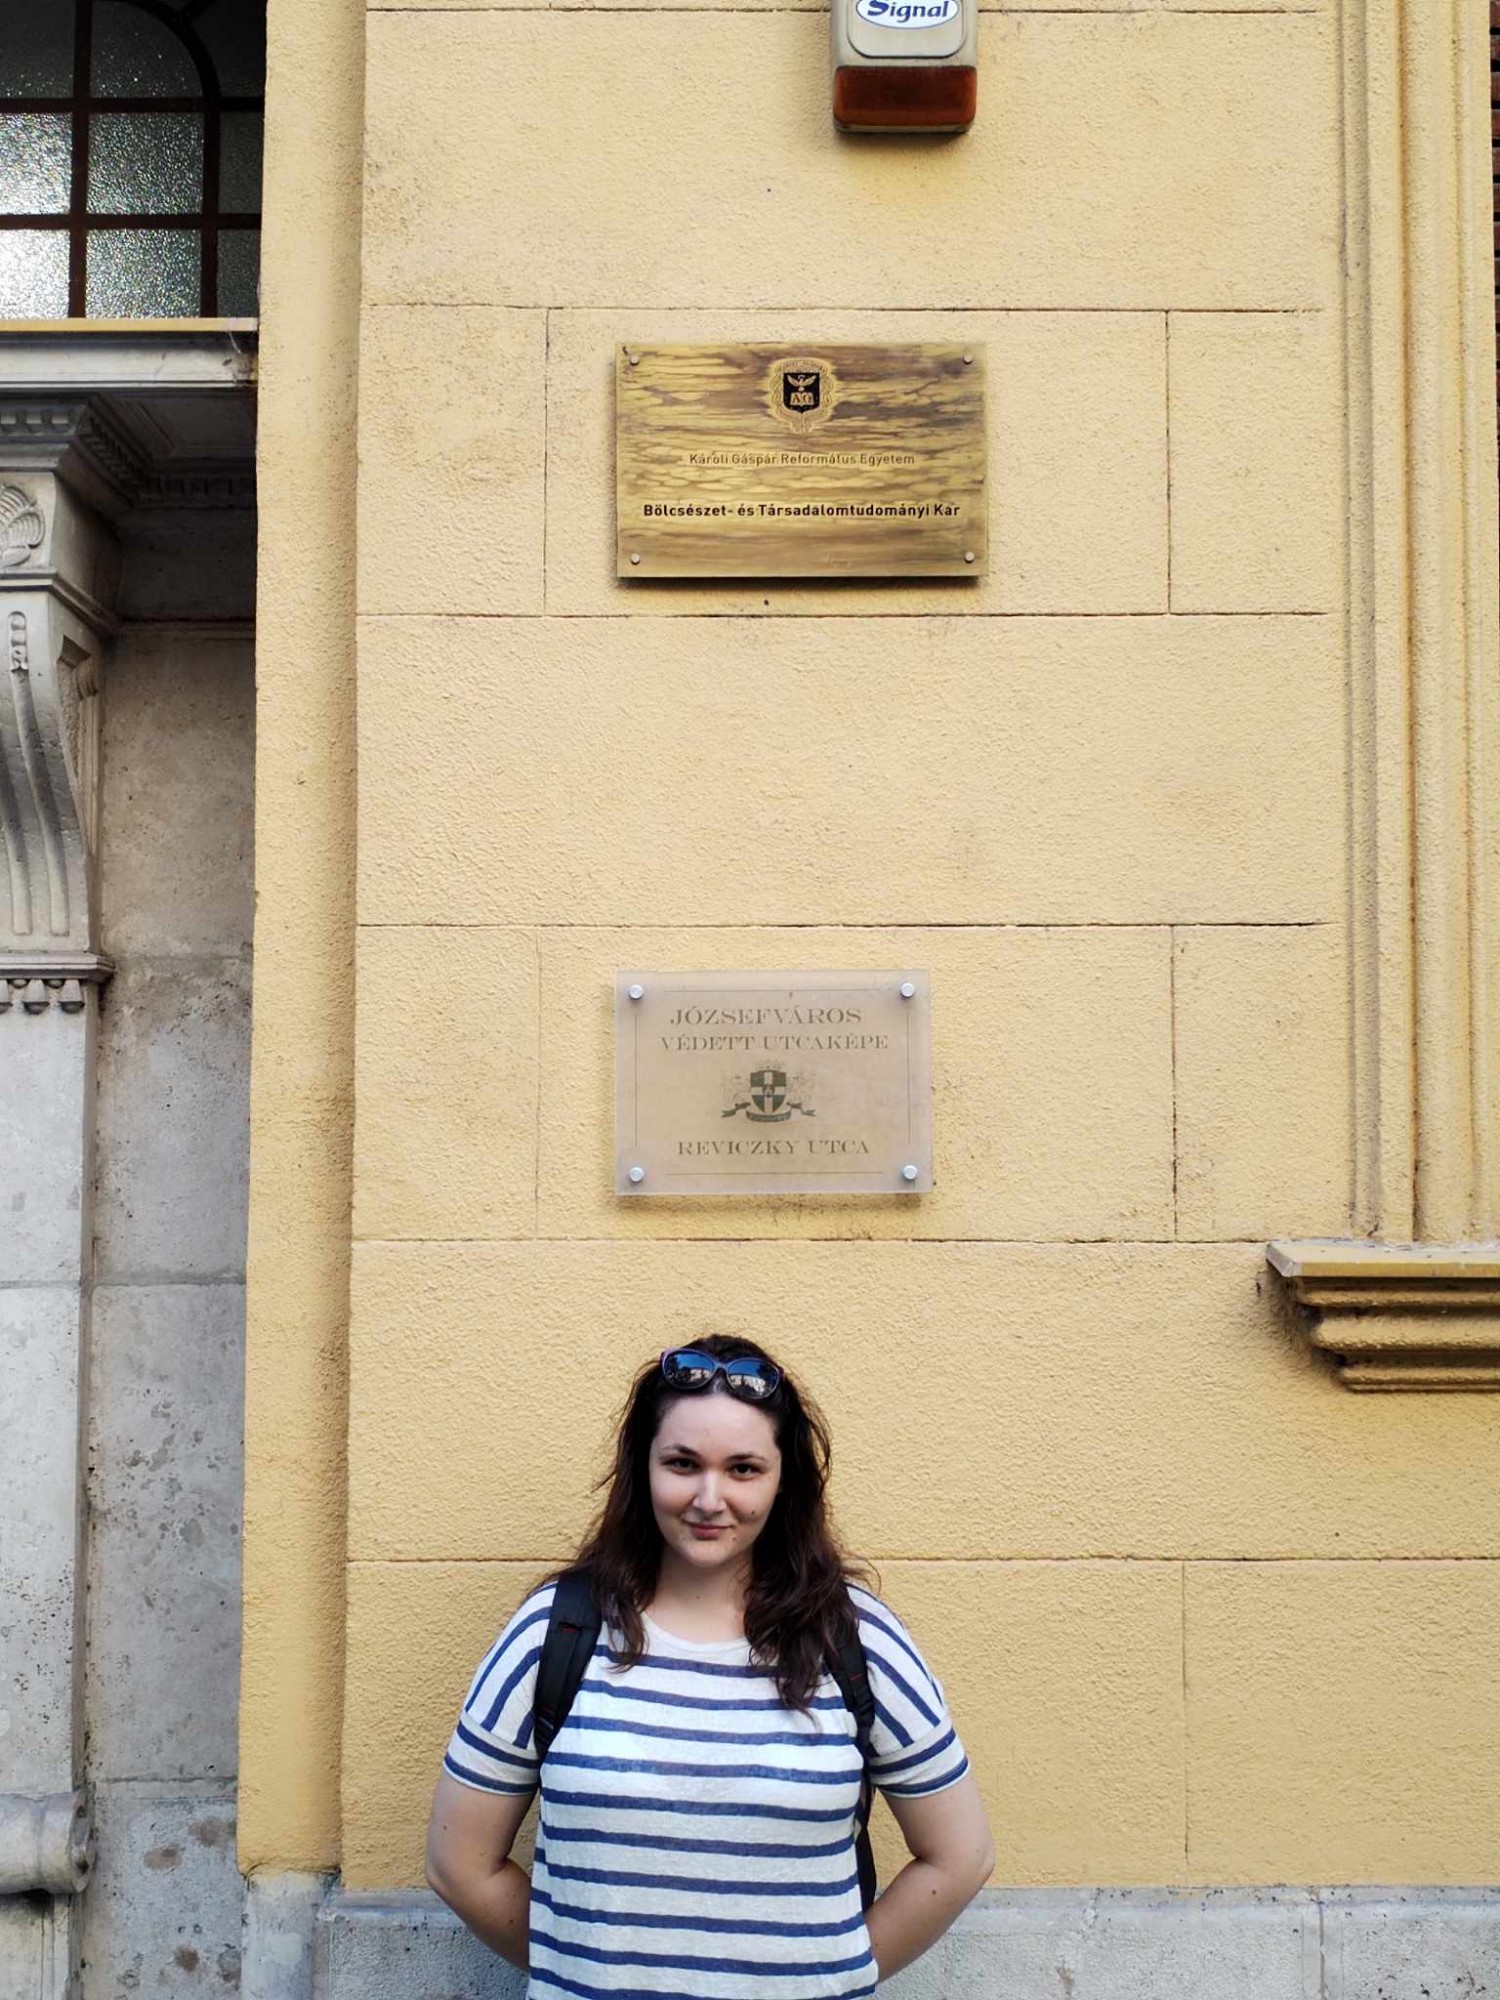 Signal
Károli Gáspár Református Egyetem
Bölcsészet- és Társadalomtudományi Kar
JÓZSEFVÁROS
VÉDETT UTCAKÉPE
REVICZKY UTCA